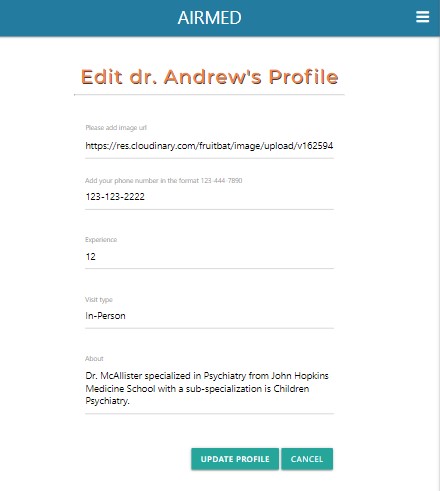 AIRMED
Edit dr. Andrew's Profile
Please add image url
https://res.cloudinary.com/fruitbat/image/upload/v162594
Add your phone number in the format 123-444-7890
123-123-2222
Experience
12
Visit type
In-Person
About
Dr. McAllister specialized in Psychiatry from John Hopkins
Medicine School with a sub-specialization is Children
Psychiatry.
UPDATE PROFILE CANCEL